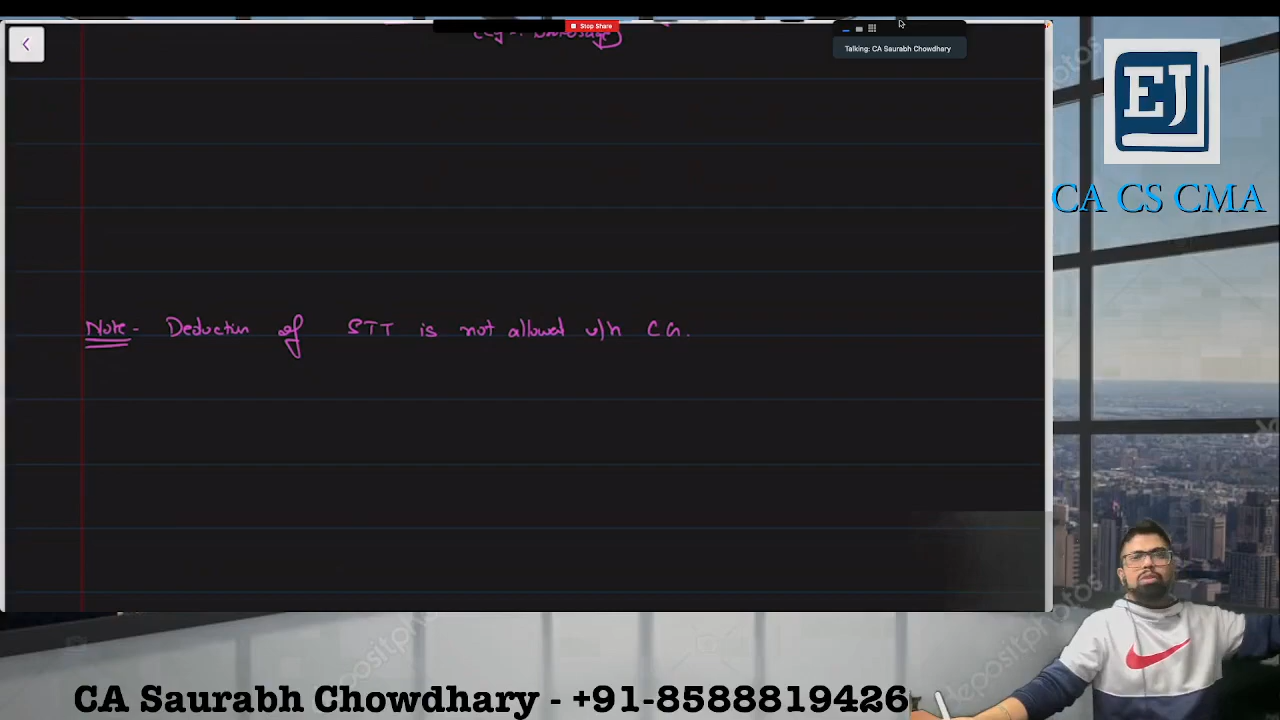 Stop Share
Talking: CA Saurabh Chowdhary
EJ
CA CS CMA
Note- Deduction of STT is not allowed u/h CG.
CA Saurabh Chowdhary - +91-8588819426
depositphotos